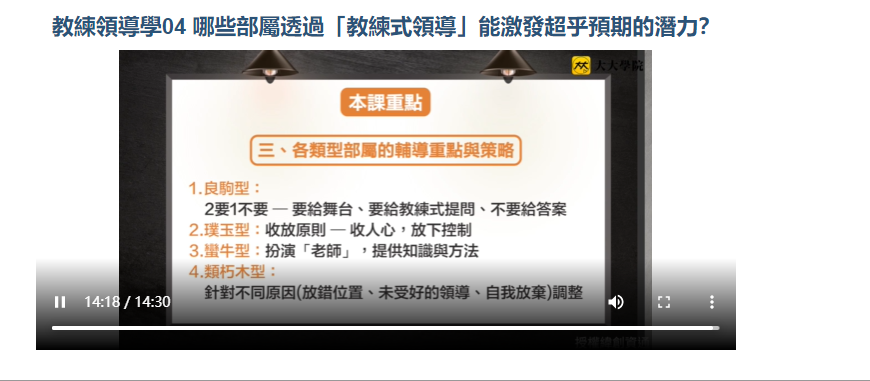 教練領導學04 哪些部屬透過「教練式領導」能激發超乎預期的潛力?
大大學院
本課重點
三、各類型部屬的輔導重點與策略
1.良駒型：
2要1不要 — 要給舞台、要給教練式提問、不要給答案
2.璞玉型：收放原則 — 收人心，放下控制
3.蠻牛型：扮演「老師」，提供知識與方法
4.類朽木型：
針對不同原因(放錯位置、未受好的領導、自我放棄)調整
14:18 / 14:30